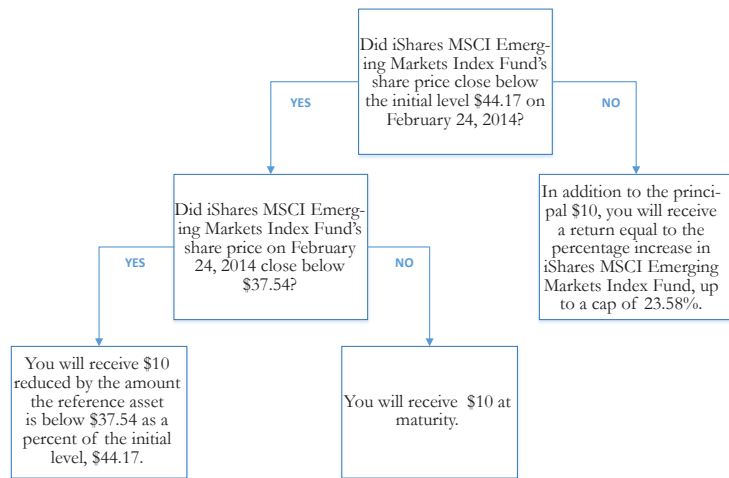 Did iShares MSCI Emerg-
ing Markets Index Fund's
share price close below
the initial level $44.17 on
February 24, 2014?
YES
NO
Did iShares MSCI Emerg-
ing Markets Index Fund's
share price on February
24, 2014 close below
$37.54?
In addition to the princi-
pal $10, you will receive
a return equal to the
percentage increase in
iShares MSCI Emerging
Markets Index Fund, up
to a cap of 23.58%.
YES
NO
You will receive $10
reduced by the amount
the reference asset
is below $37.54 as a
percent of the initial
level, $44.17.
You will receive $10 at
maturity.